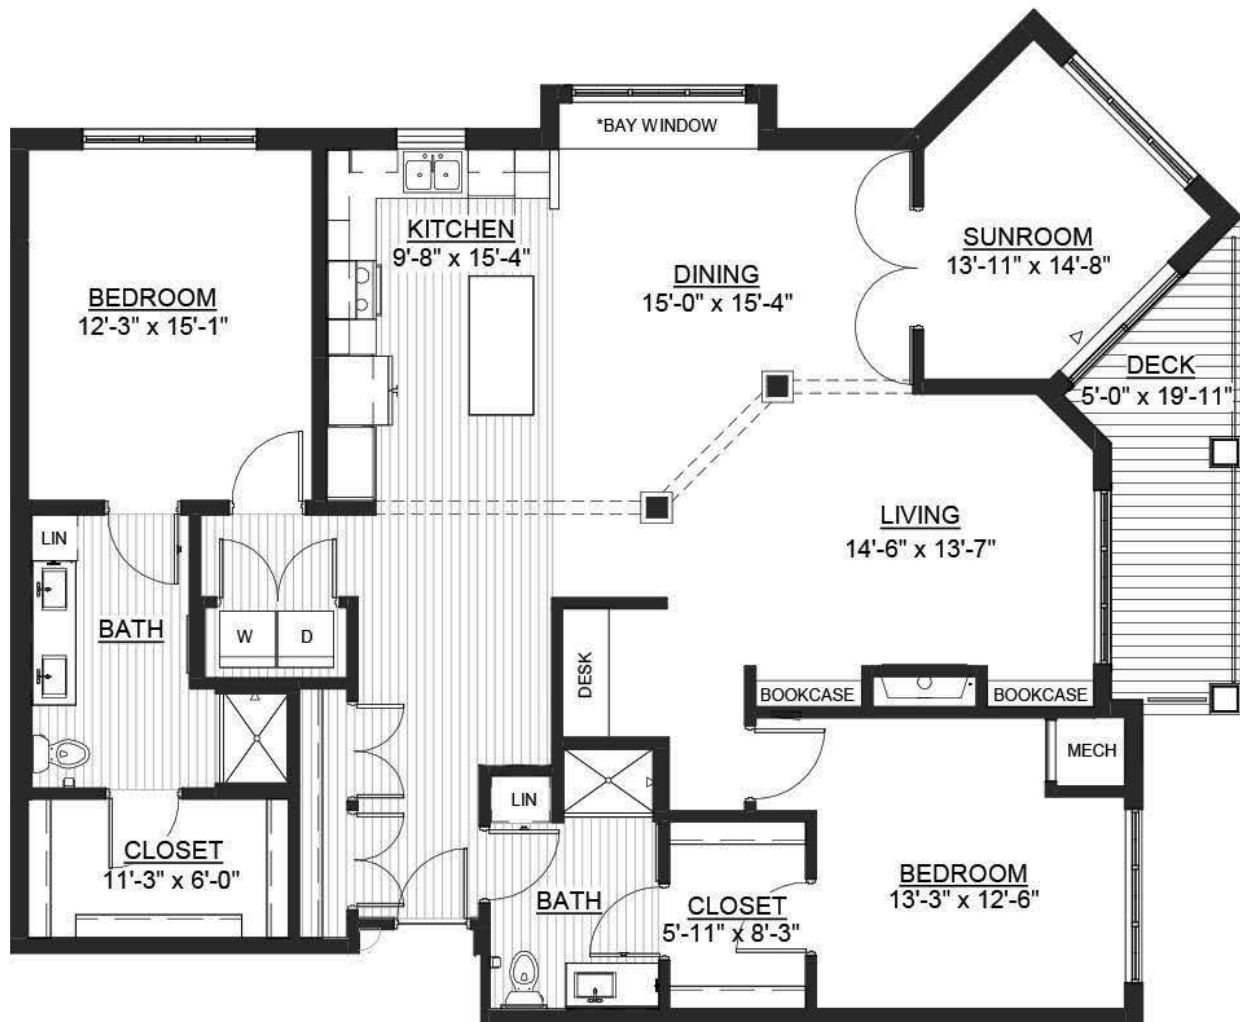 *BAY WINDOW
KITCHEN
9'-8" x 15'-4"
SUNROOM
13'-11" x 14'-8"
DINING
15'-0" x 15'-4"
BEDROOM
12'-3" x 15'-1"
DECK
5'-0" x 19'-11"
LIVING
14'-6" x 13'-7"
LIN
BATH
W
D
DESK
BOOKCASE
BOOKCASE
MECH
LIN
CLOSET
11'-3" x 6'-0"
BATH
CLOSET
5'-11" x 8'-3"
BEDROOM
13'-3" x 12'-6"